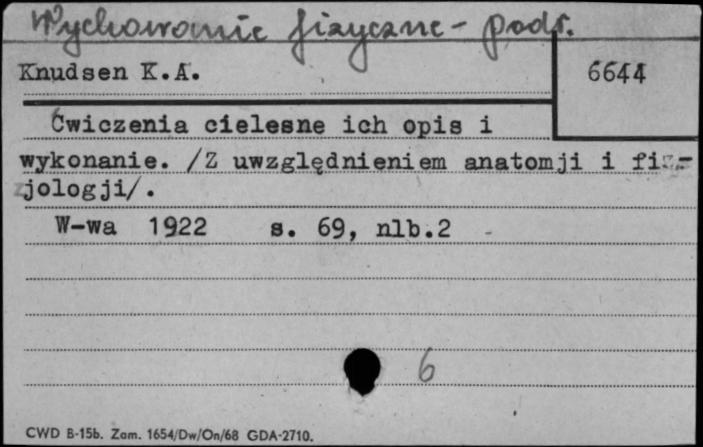 Wychowanie fizyczne - podr.
Knudsen K.A.
6644
Ćwiczenia cielesne ich opis i
wykonanie. /Z uwzględnieniem anatomji i fiz-
jologji/.
W-wa 1922 s. 69, nlb.2 -
6
CWD B-15b. Zam. 1654/Dw/On/68 GDA-2710.